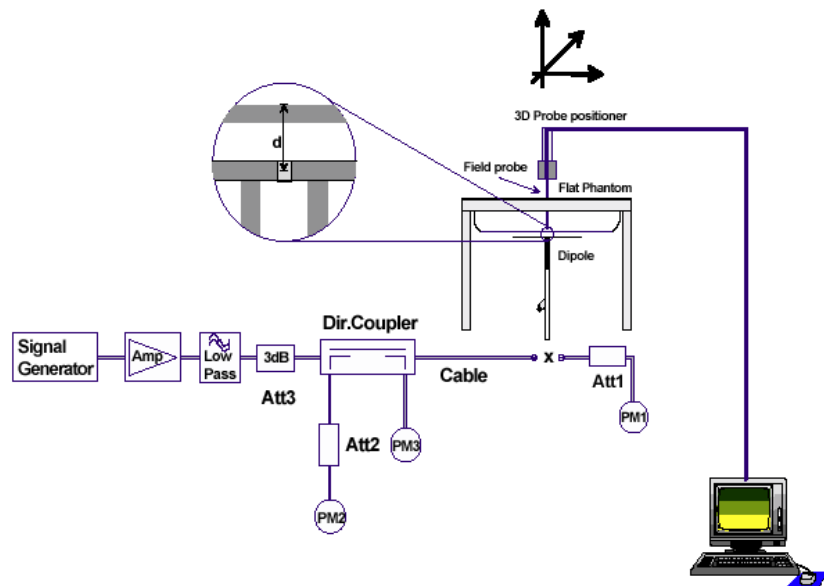 3D Probe positioner
d
Field probe
Flat Phantom
Dipole
Dir.Coupler
Signal
Generator
Amp
Low
Pass
3dB
Cable
x
Att3
Att1
PM1
Att2
PM3
PM2